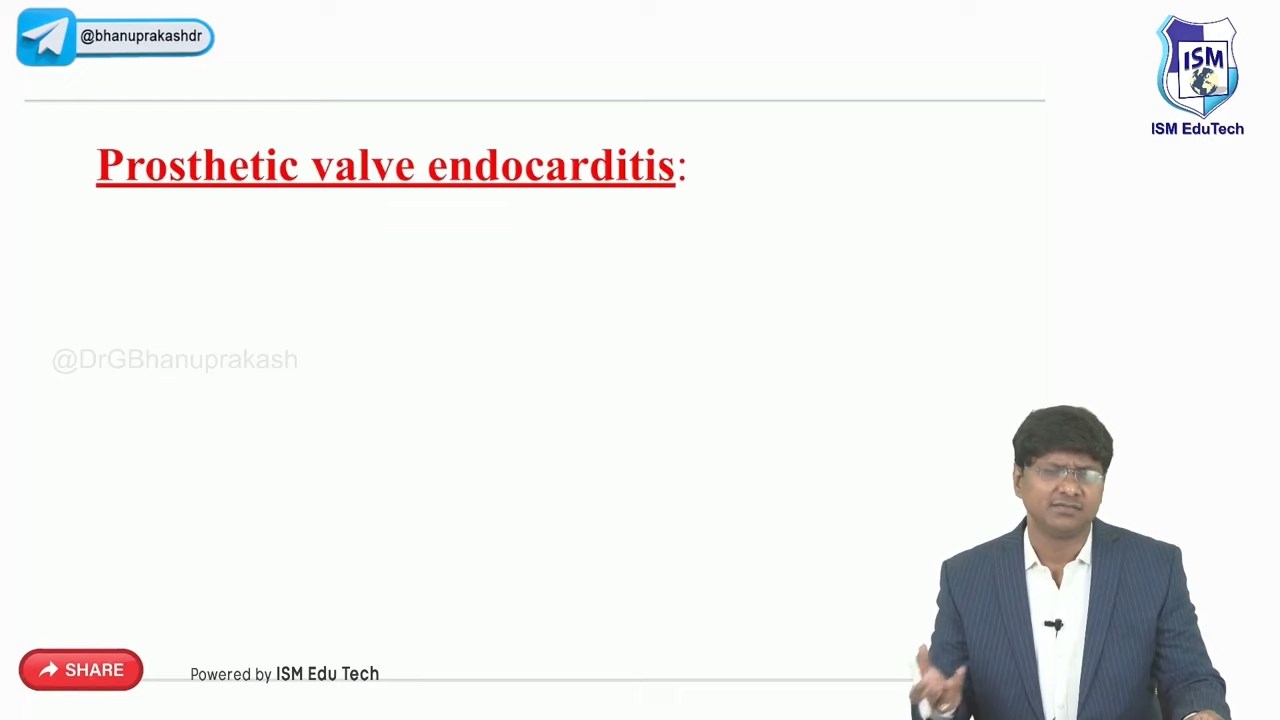 @bhanuprakashdr
ISM
ISM EduTech
Prosthetic valve endocarditis:
@DrGBhanuprakash
SHARE
Powered by ISM Edu Tech